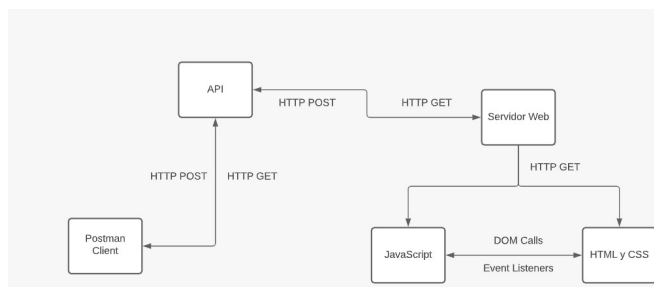 API
HTTP POST
HTTP GET
Servidor Web
HTTP POST
HTTP GET
HTTP GET
Postman
Client
JavaScript
DOM Calls
Event Listeners
HTML y CSS